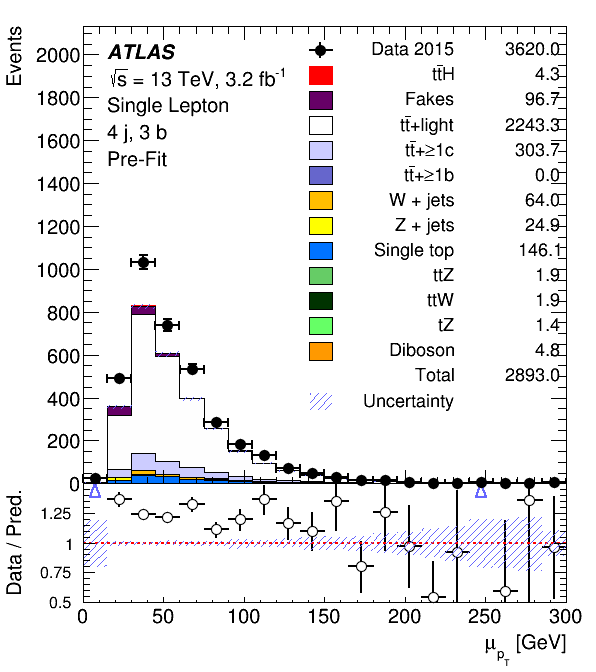 Events
2000
1800
1600
1400
1200
1000
800
600
400
200
0
ATLAS
√s = 13 TeV, 3.2 fb⁻¹
Single Lepton
4 j, 3 b
Pre-Fit
Data 2015 3620.0
tt̄H 4.3
Fakes 96.7
tt̄+light 2243.3
tt̄+≥1c 303.7
tt̄+≥1b 0.0
W + jets 64.0
Z + jets 24.9
Single top 146.1
ttZ 1.9
ttW 1.9
tZ 1.4
Diboson 4.8
Total 2893.0
Uncertainty
Data / Pred.
1.25
1
0.75
0.5
0 50 100 150 200 250 300
μ_pT [GeV]